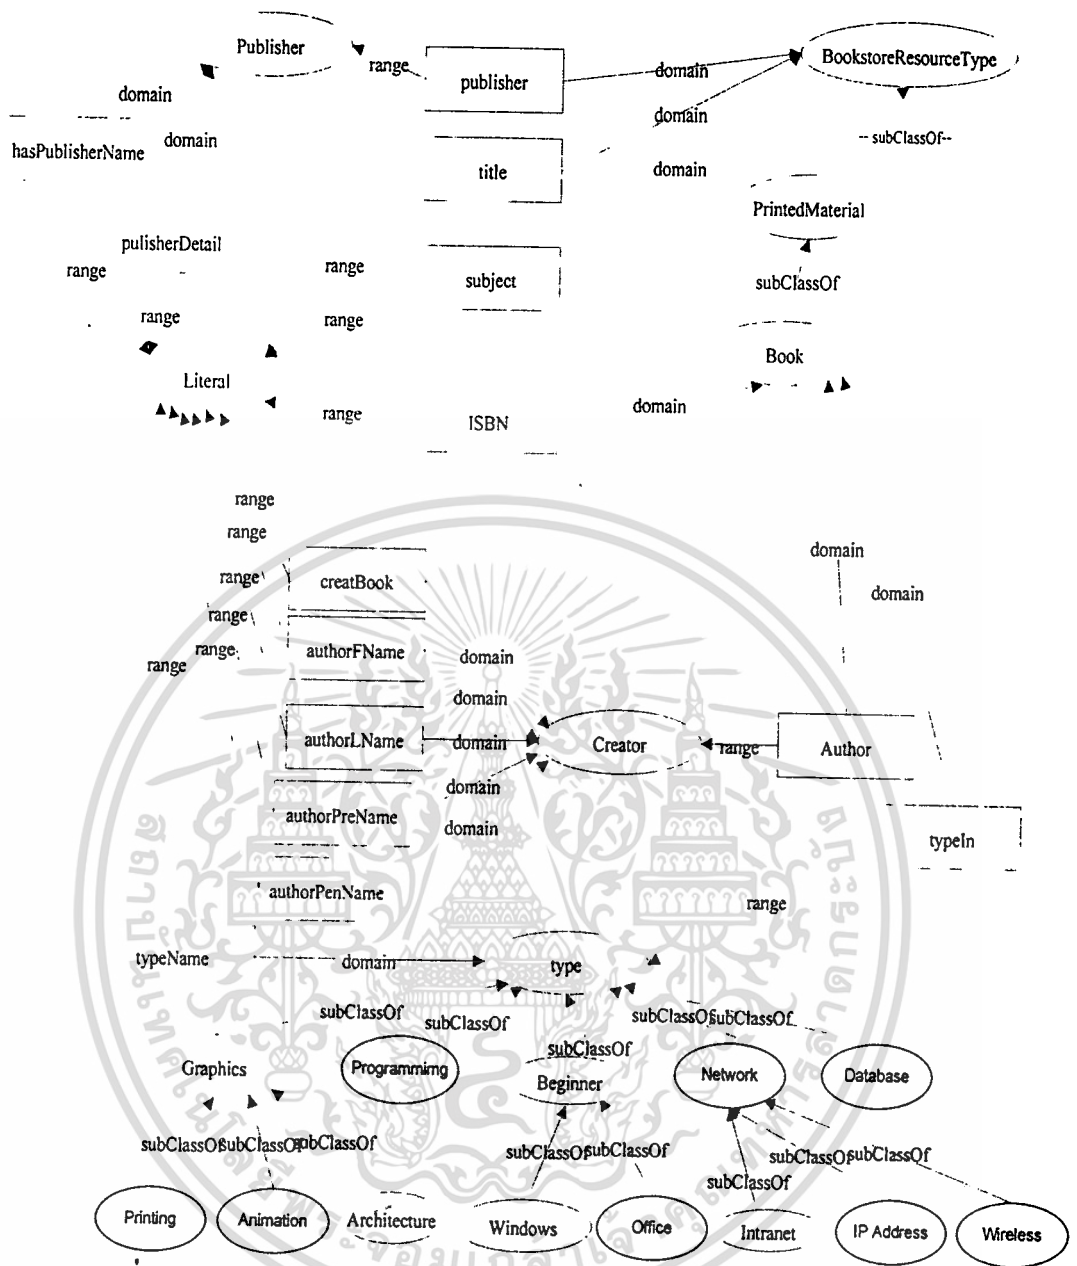 Publisher
range
publisher
domain
BookstoreResourceType
domain
domain
hasPublisherName
domain
-- subClassOf--
title
domain
PrintedMaterial
pulisherDetail
range
range
subject
subClassOf
range
range
Book
Literal
domain
range
ISBN
range
range
domain
range
creatBook
domain
range
range
authorFName
domain
range
domain
authorLName
domain
Creator
range
Author
domain
authorPreName
domain
typeIn
authorPenName
range
typeName
domain
type
subClassOf
subClassOf
subClassOf
subClassOf
subClassOf
Graphics
Programmimg
Beginner
Network
Database
subClassOf
subClassOf
subClassOf
subClassOf
subClassOf
subClassOf
subClassOf
subClassOf
Printing
Animation
Architecture
Windows
Office
Intranet
IP Address
Wireless